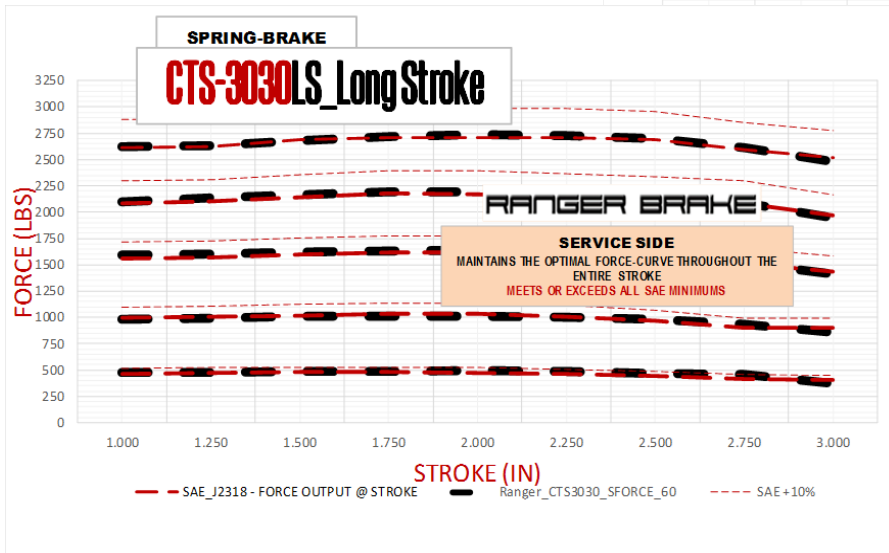 SPRING-BRAKE
CTS-3030LS_Long Stroke
3250
3000
2750
2500
2250
2000
1750
1500
1250
1000
750
500
250
0
FORCE (LBS)
RANGER BRAKE
SERVICE SIDE
MAINTAINS THE OPTIMAL FORCE-CURVE THROUGHOUT THE
ENTIRE STROKE
MEETS OR EXCEEDS ALL SAE MINIMUMS
1.000 1.250 1.500 1.750 2.000 2.250 2.500 2.750 3.000
STROKE (IN)
SAE_J2318 - FORCE OUTPUT @ STROKE Ranger_CTS3030_SFORCE_60 SAE +10%